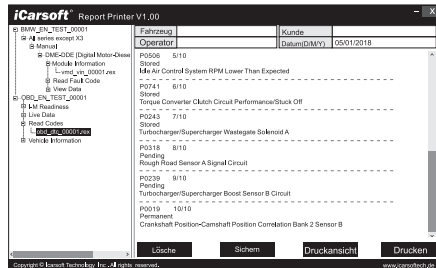 iCarsoft® Report Printer V1,00
BMW_EN_TEST_00001
All series except X3
Manual
DME-DDE (Digital Motor-Diese
Module Information
vmd_vin_00001.rex
Read Fault Code
View Data
OBD_EN_TEST_00001
I-M Readiness
Live Data
Read Codes
obd_dtc_00001.rex
Vehicle Information
Fahrzeug
Kunde
Operator
Datum(D/M/Y) 05/01/2018
P0506 5/10
Stored
Idle Air Control System RPM Lower Than Expected
P0741 6/10
Stored
Torque Converter Clutch Circuit Performance/Stuck Off
P0243 7/10
Stored
Turbocharger/Supercharger Wastegate Solenoid A
P0318 8/10
Pending
Rough Road Sensor A Signal Circuit
P0239 9/10
Pending
Turbocharger/Supercharger Boost Sensor B Circuit
P0019 10/10
Permanent
Crankshaft Position-Camshaft Position Correlation Bank 2 Sensor B
Lösche Sichern Druckansicht Drucken
Copyright © Icarsoft Technology Inc. All rights reserved. www.icarsoftech.de